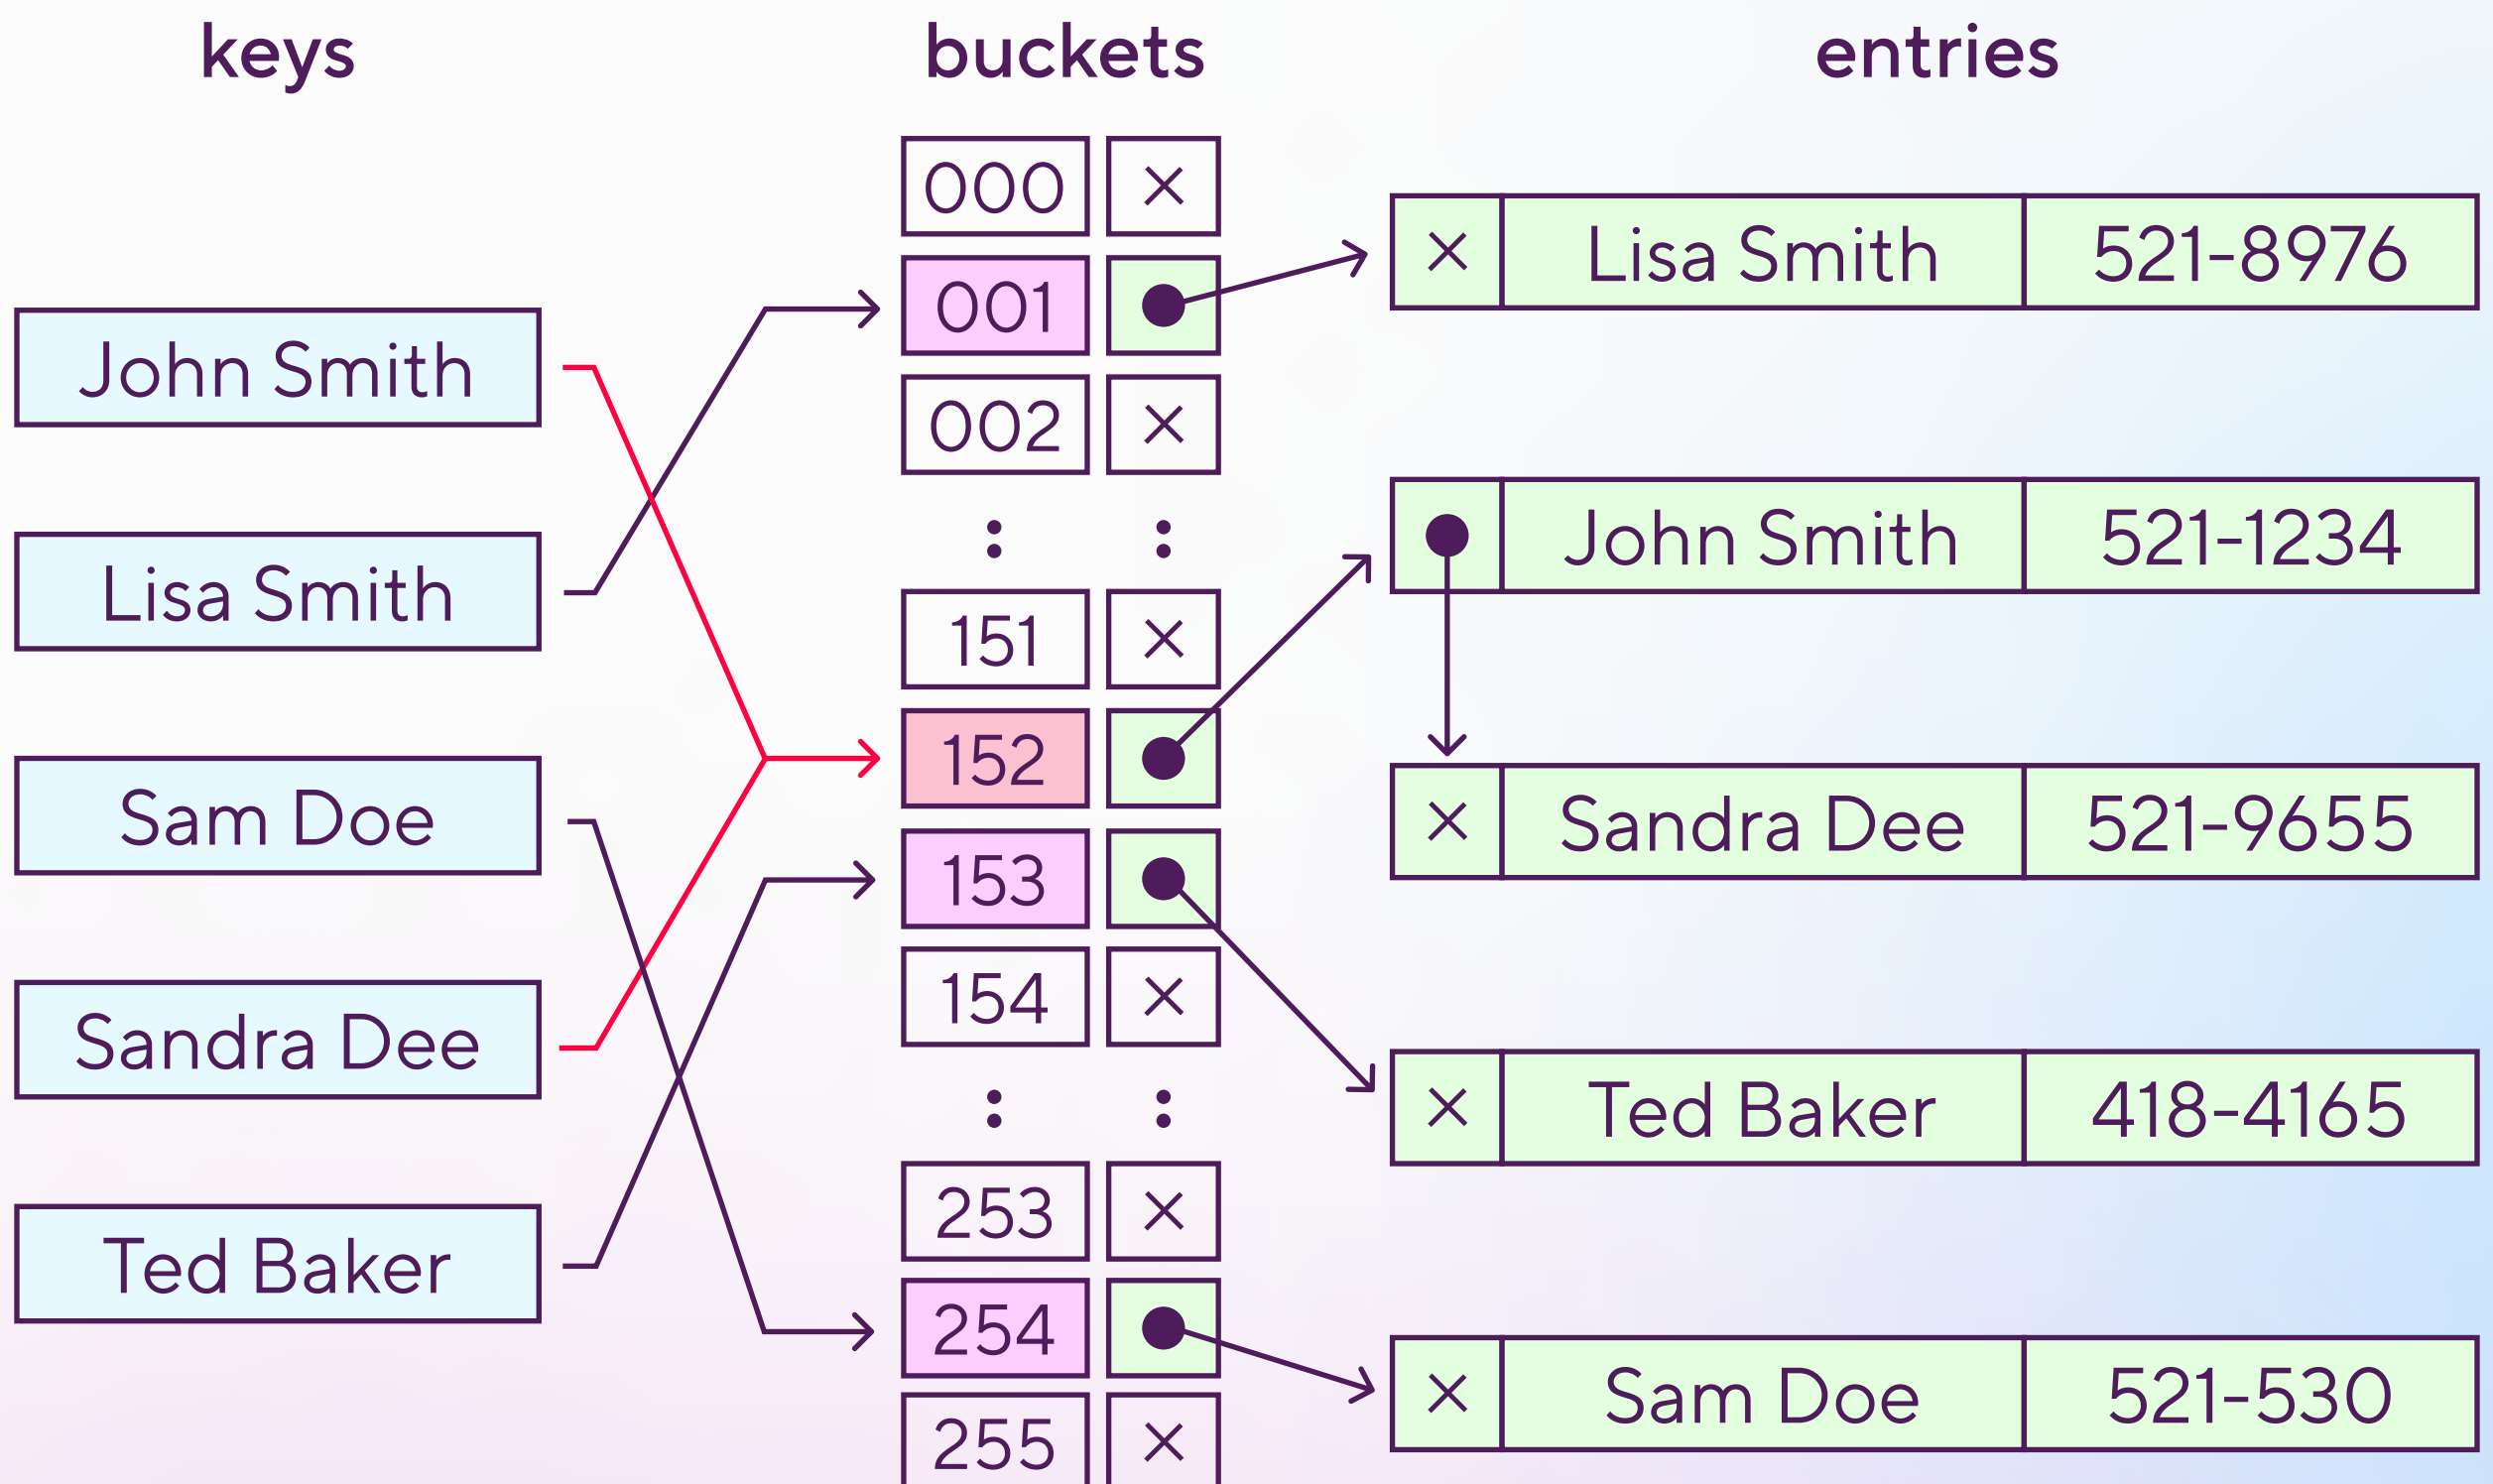 keys
buckets
entries
John Smith
Lisa Smith
Sam Doe
Sandra Dee
Ted Baker
000
001
002
151
152
153
154
253
254
255
Lisa Smith 521-8976
John Smith 521-1234
Sandra Dee 521-9655
Ted Baker 418-4165
Sam Doe 521-530